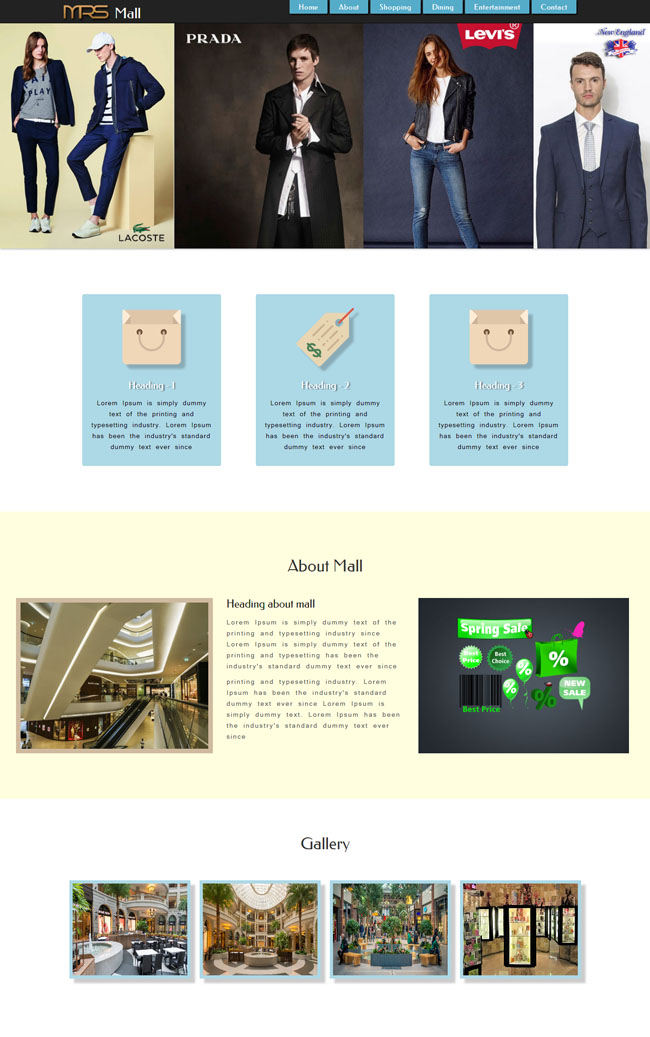 MRS Mall
Home About Shopping Dining Entertainment Contact
PRADA
LEVI'S®
New England
PLAY
LACOSTE
Heading - 1
Lorem Ipsum is simply dummy
text of the printing and
typesetting industry. Lorem Ipsum
has been the industry's standard
dummy text ever since
$
Heading - 2
Lorem Ipsum is simply dummy
text of the printing and
typesetting industry. Lorem Ipsum
has been the industry's standard
dummy text ever since
Heading - 3
Lorem Ipsum is simply dummy
text of the printing and
typesetting industry. Lorem Ipsum
has been the industry's standard
dummy text ever since
About Mall
Heading about mall
Lorem Ipsum is simply dummy text of the
printing and typesetting industry since
Lorem Ipsum is simply dummy text of the
printing and typesetting has been the
industry's standard dummy text ever since
printing and typesetting industry. Lorem
Ipsum has been the industry's standard
dummy text ever since Lorem Ipsum is
simply dummy text. Lorem Ipsum has been
the industry's standard dummy text ever
since
Spring Sale
Best
Price
Best
Choice
%
%
%
%
NEW
SALE
Best Price
Gallery